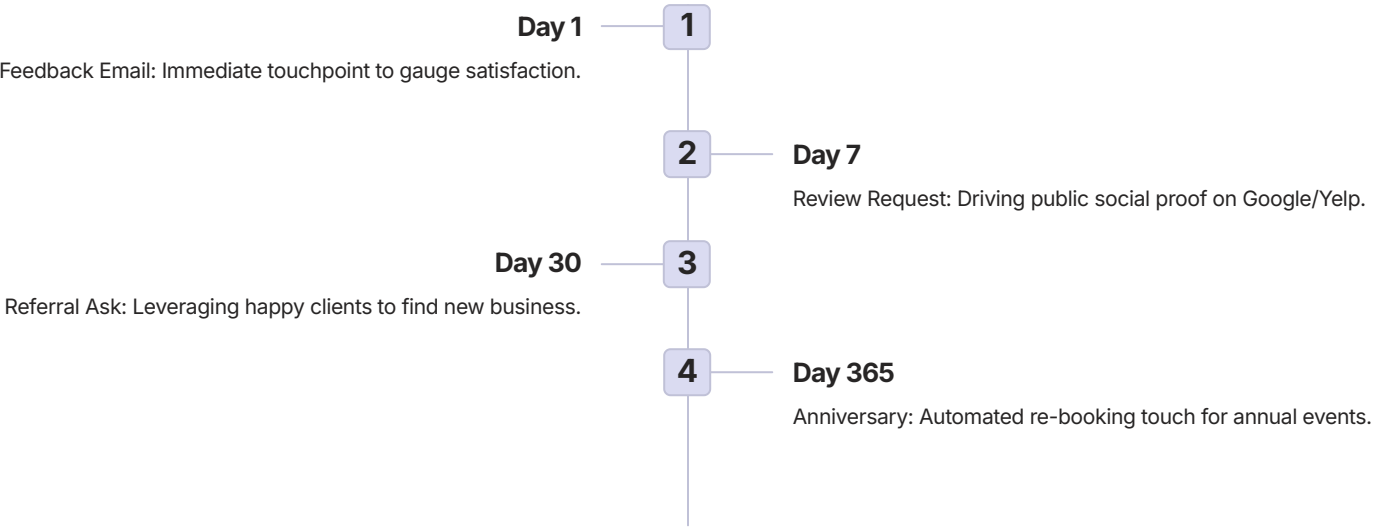 Day 1
1
Feedback Email: Immediate touchpoint to gauge satisfaction.
2
Day 7
Review Request: Driving public social proof on Google/Yelp.
Day 30
3
Referral Ask: Leveraging happy clients to find new business.
4
Day 365
Anniversary: Automated re-booking touch for annual events.